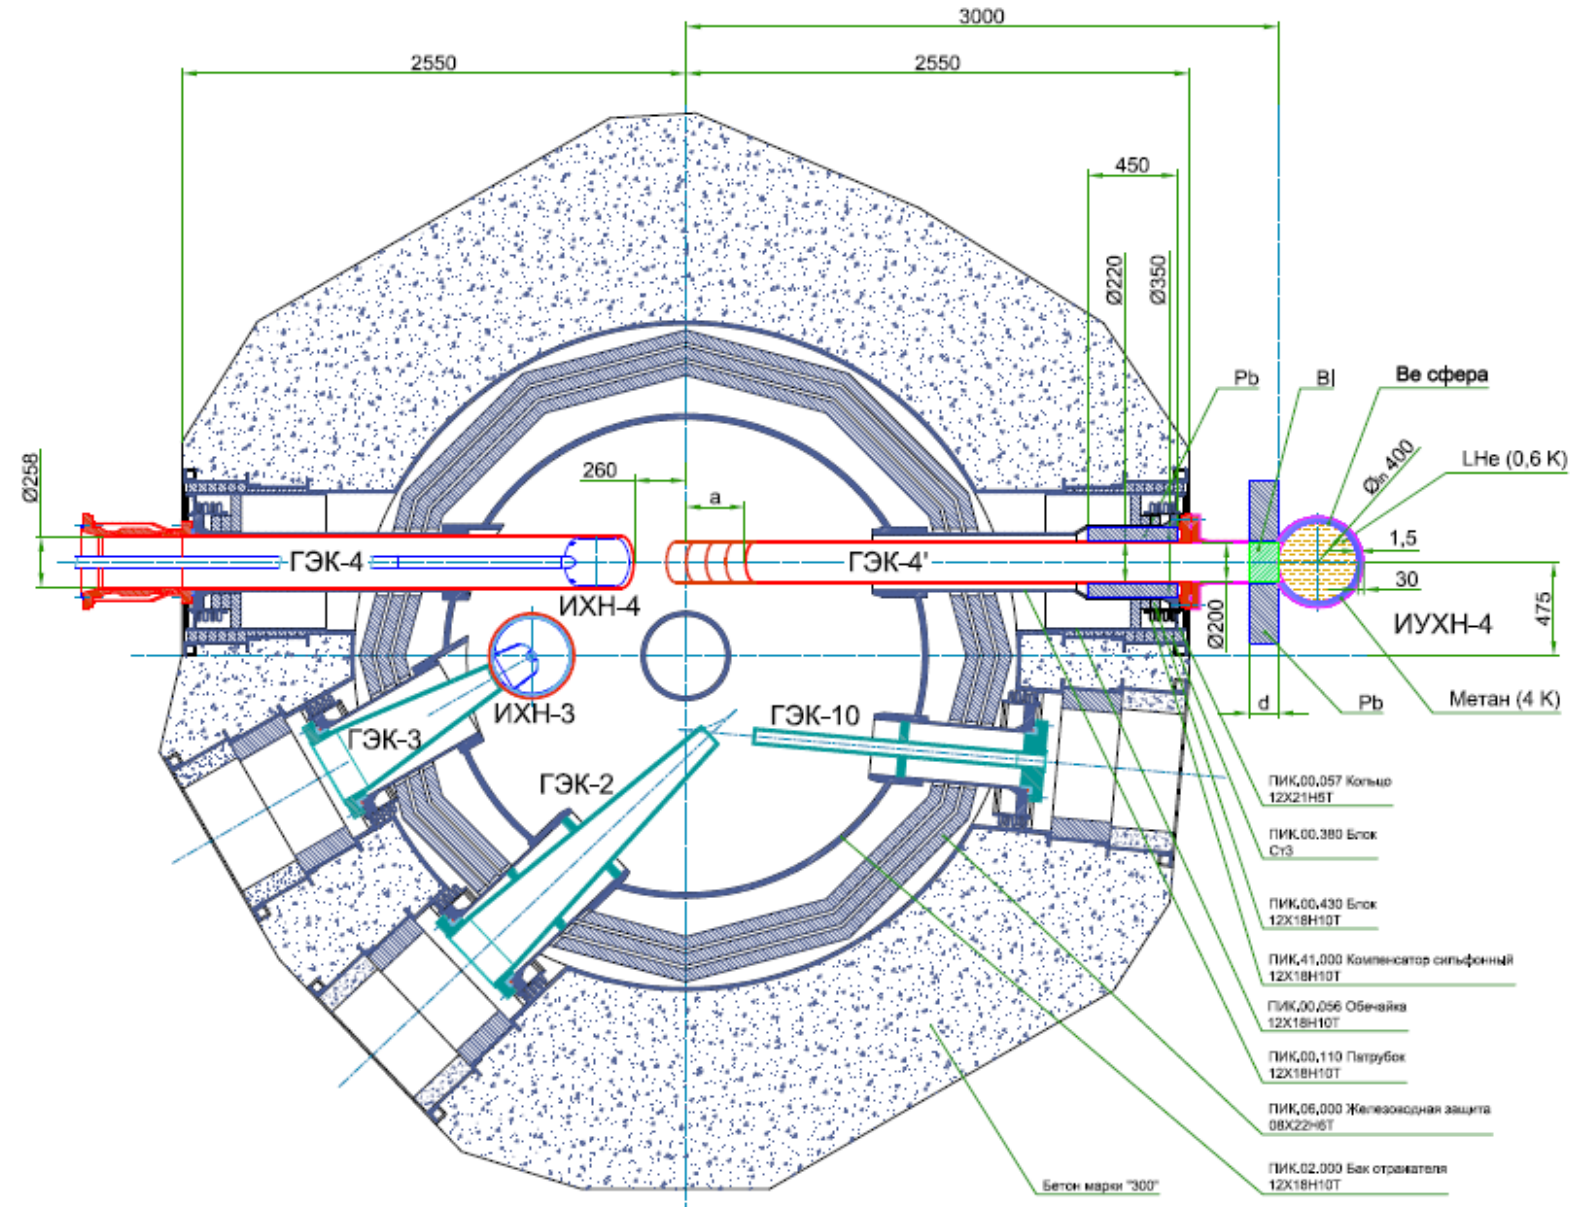 3000
2550
2550
450
Ø220
Ø350
Pb
Bi
Ве сфера
Øin 400
LHe (0,6 K)
Ø258
260
a
1,5
30
ГЭК-4
ГЭК-4'
ИХН-4
Ø200
475
ИУХН-4
ИХН-3
d
Pb
Метан (4 K)
ГЭК-3
ГЭК-10
ГЭК-2
ПИК.00.057 Кольцо
12Х21Н5Т
ПИК.00.380 Блок
Ст3
ПИК.00.430 Блок
12Х18Н10Т
ПИК.41.000 Компенсатор сильфонный
12Х18Н10Т
ПИК.00.056 Обечайка
12Х18Н10Т
ПИК.00.110 Патрубок
12Х18Н10Т
ПИК.06.000 Железоводная защита
08Х22Н6Т
ПИК.02.000 Бак отражателя
12Х18Н10Т
Бетон марки "300"